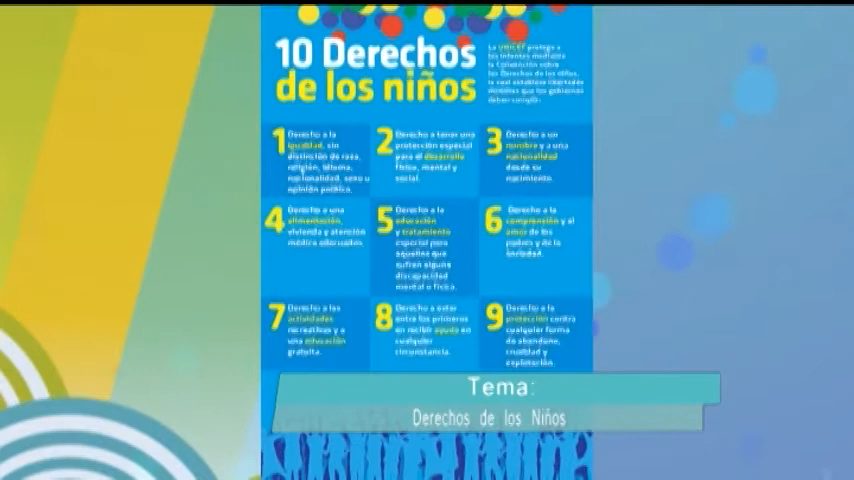 10 Derechos
de los niños
La UNICEF protege a
los infantes mediante
la Convención sobre
los Derechos de los niños,
la cual establece libertades
mínimas que los gobiernos
deben cumplir.
1 Derecho a la
igualdad, sin
distinción de raza,
religión, idioma,
nacionalidad, sexo u
opinión política.
2 Derecho a tener una
protección especial
para el desarrollo
físico, mental y
social.
3 Derecho a un
nombre y a una
nacionalidad
desde su
nacimiento.
4 Derecho a una
alimentación,
vivienda y atención
médica adecuados.
5 Derecho a la
educación
y tratamiento
especial para
aquellos que
sufren alguna
discapacidad
mental o física.
6 Derecho a la
comprensión y el
amor de los
padres y de la
sociedad.
7 Derecho a las
actividades
recreativas y a
una educación
gratuita.
8 Derecho a estar
entre los primeros
en recibir ayuda en
cualquier
circunstancia.
9 Derecho a la
protección contra
cualquier forma
de abandono,
crueldad y
explotación.
Tema:
Derechos de los Niños